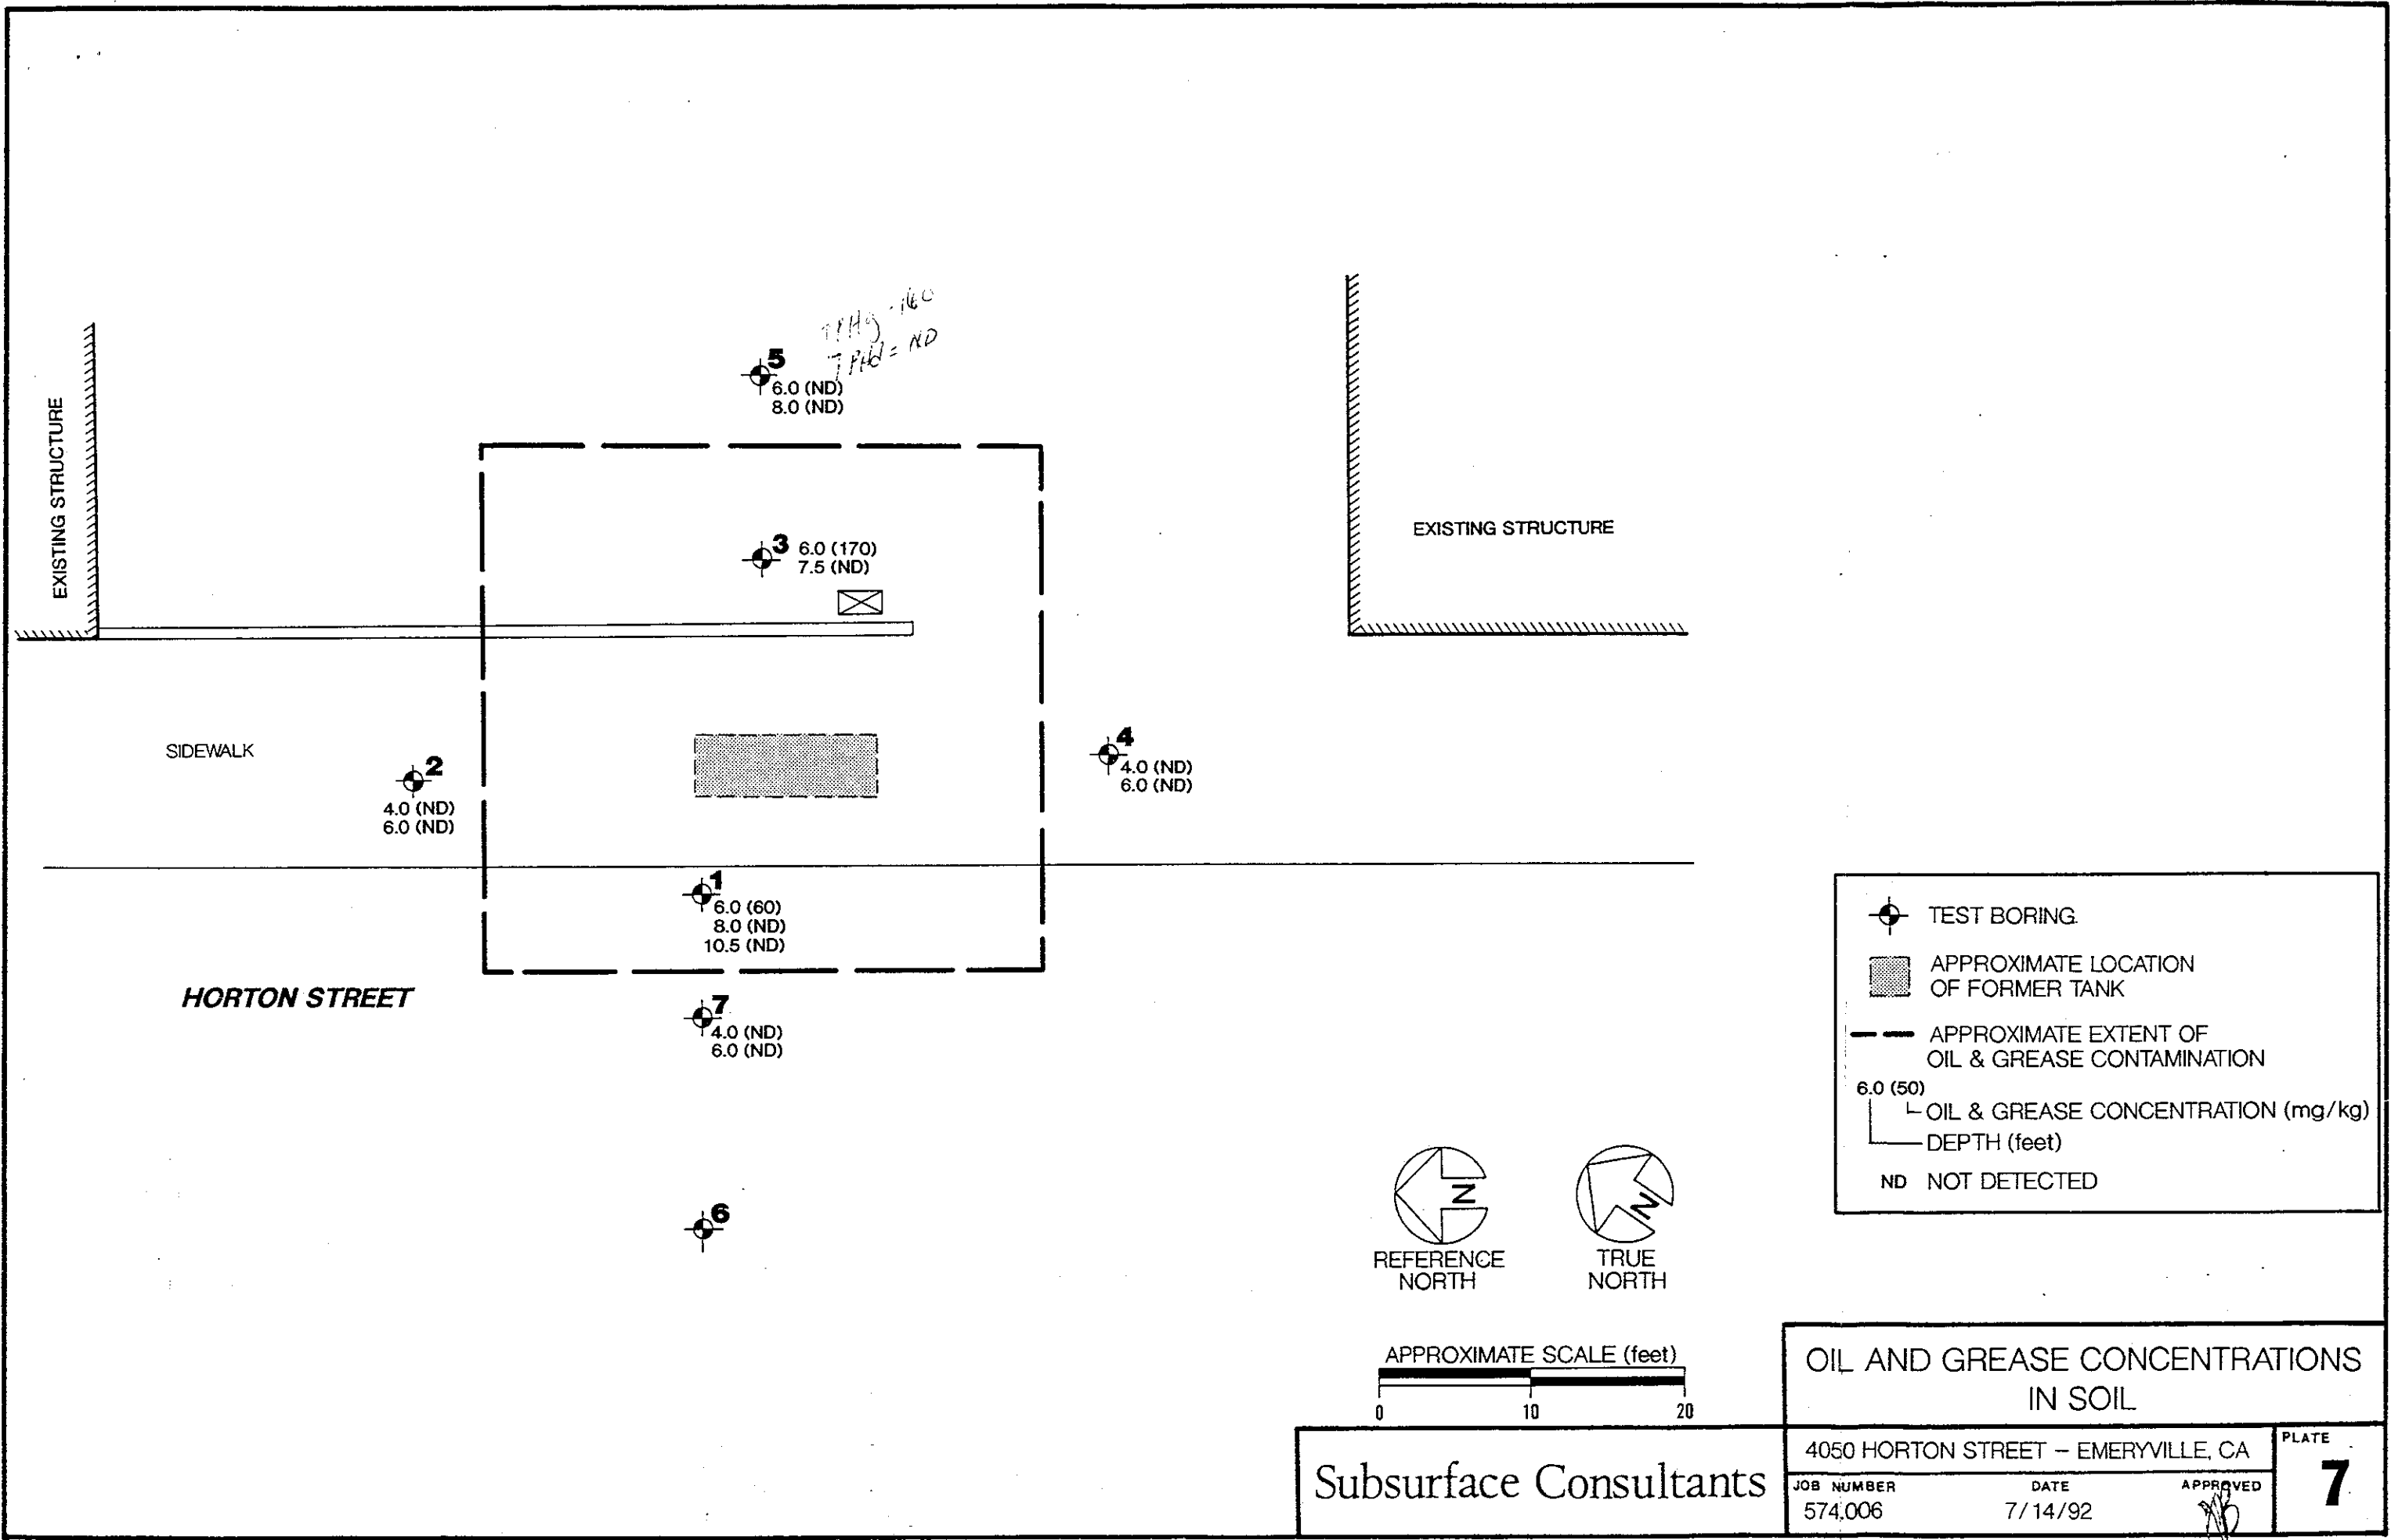 TPHg - 160
TPHd = ND
5
6.0 (ND)
8.0 (ND)
EXISTING STRUCTURE
EXISTING STRUCTURE
3
6.0 (170)
7.5 (ND)
SIDEWALK
2
4.0 (ND)
6.0 (ND)
4
4.0 (ND)
6.0 (ND)
1
6.0 (60)
8.0 (ND)
10.5 (ND)
HORTON STREET
7
4.0 (ND)
6.0 (ND)
6
TEST BORING
APPROXIMATE LOCATION
OF FORMER TANK
APPROXIMATE EXTENT OF
OIL & GREASE CONTAMINATION
6.0 (50)
OIL & GREASE CONCENTRATION (mg/kg)
DEPTH (feet)
ND NOT DETECTED
N
REFERENCE
NORTH
N
TRUE
NORTH
APPROXIMATE SCALE (feet)
0 10 20
OIL AND GREASE CONCENTRATIONS
IN SOIL
Subsurface Consultants
4050 HORTON STREET – EMERYVILLE, CA
JOB NUMBER
574.006
DATE
7/14/92
APPROVED
PLATE
7